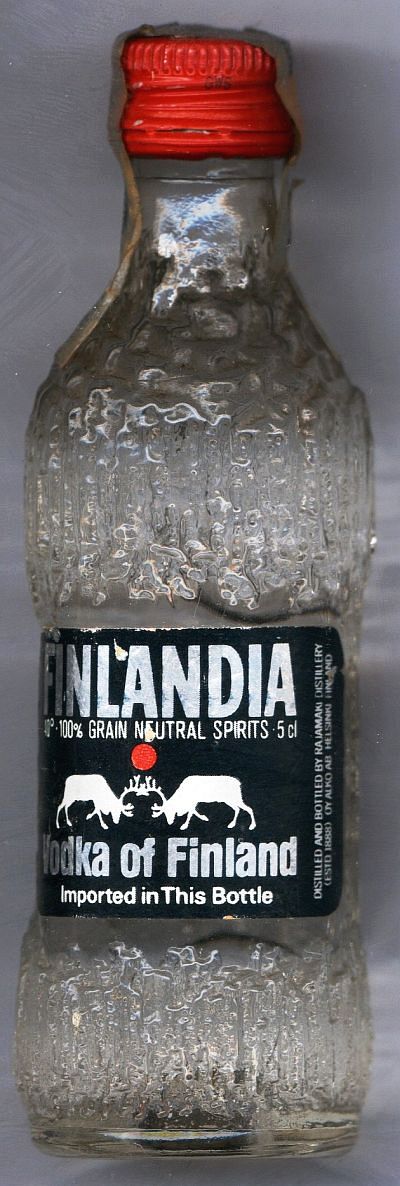 FINLANDIA
40°·100% GRAIN NEUTRAL SPIRITS·5 cl
Vodka of Finland
Imported in This Bottle
DISTILLED AND BOTTLED BY RAJAMÄKI DISTILLERY
(ESTD 1888) OY ALKO AB HELSINKI FINLAND